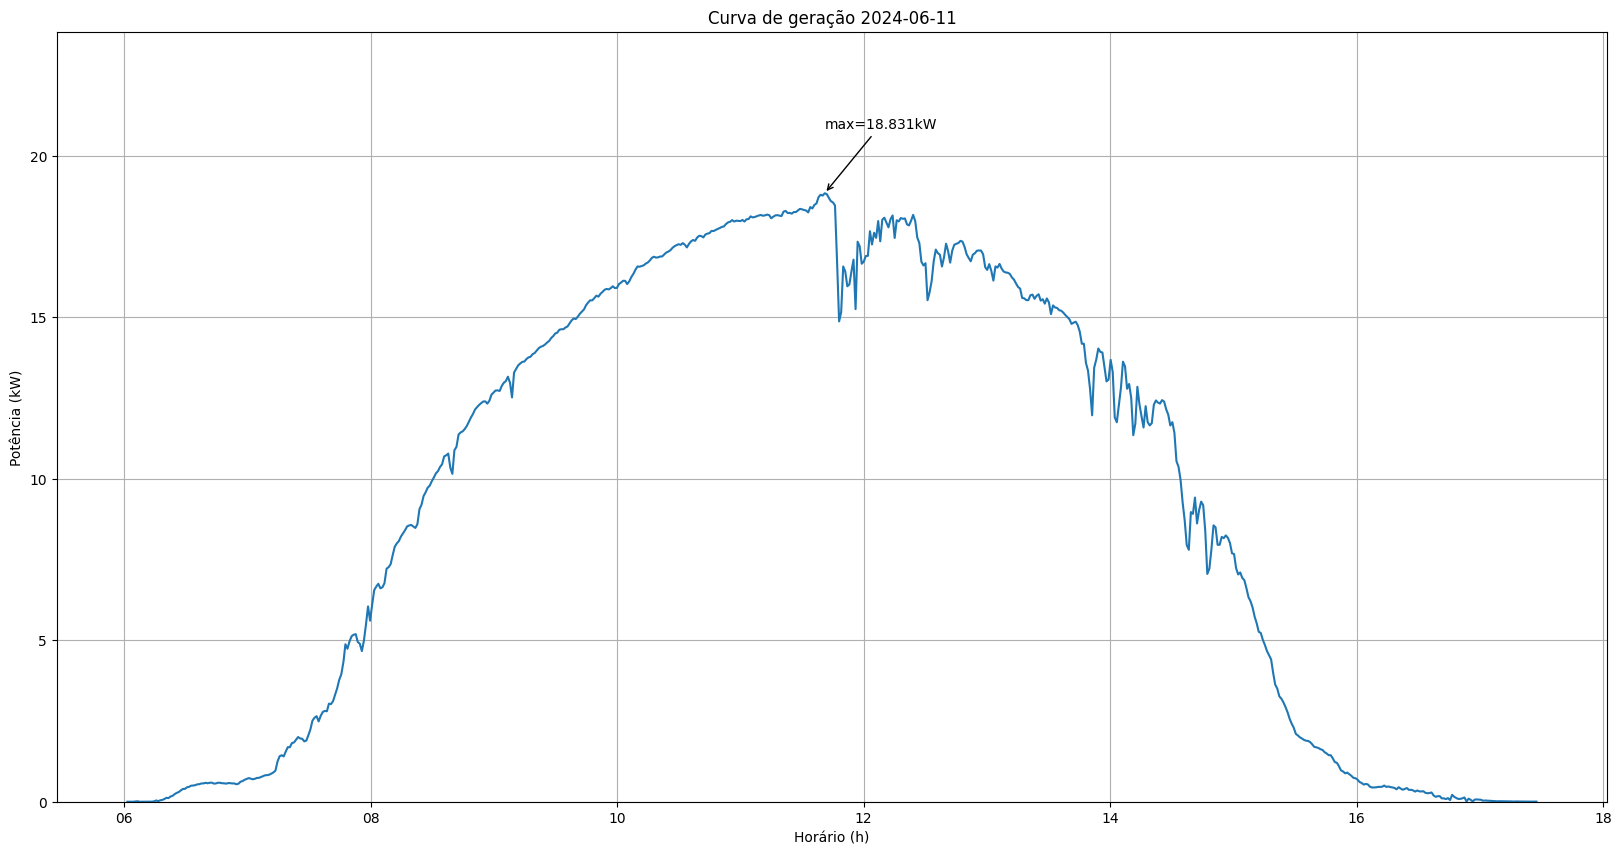 Curva de geração 2024-06-11
max=18.831kW
Potência (kW)
20
15
10
5
0
06 08 10 12 14 16 18
Horário (h)